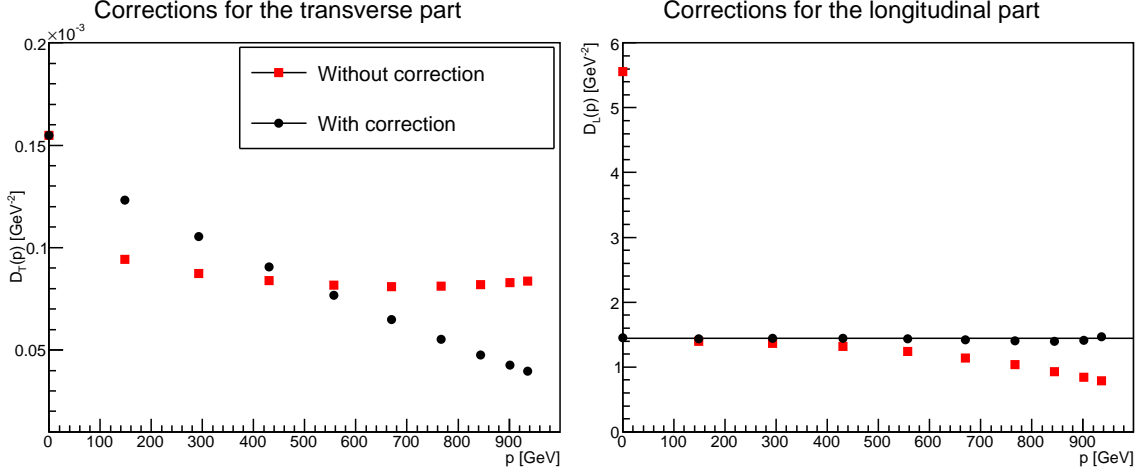 Corrections for the transverse part
×10⁻³
0.2
0.15
0.1
0.05
D_T(p) [GeV⁻²]
Without correction
With correction
0 100 200 300 400 500 600 700 800 900
p [GeV]
Corrections for the longitudinal part
6
5
4
3
2
1
0
D_L(p) [GeV⁻²]
0 100 200 300 400 500 600 700 800 900
p [GeV]